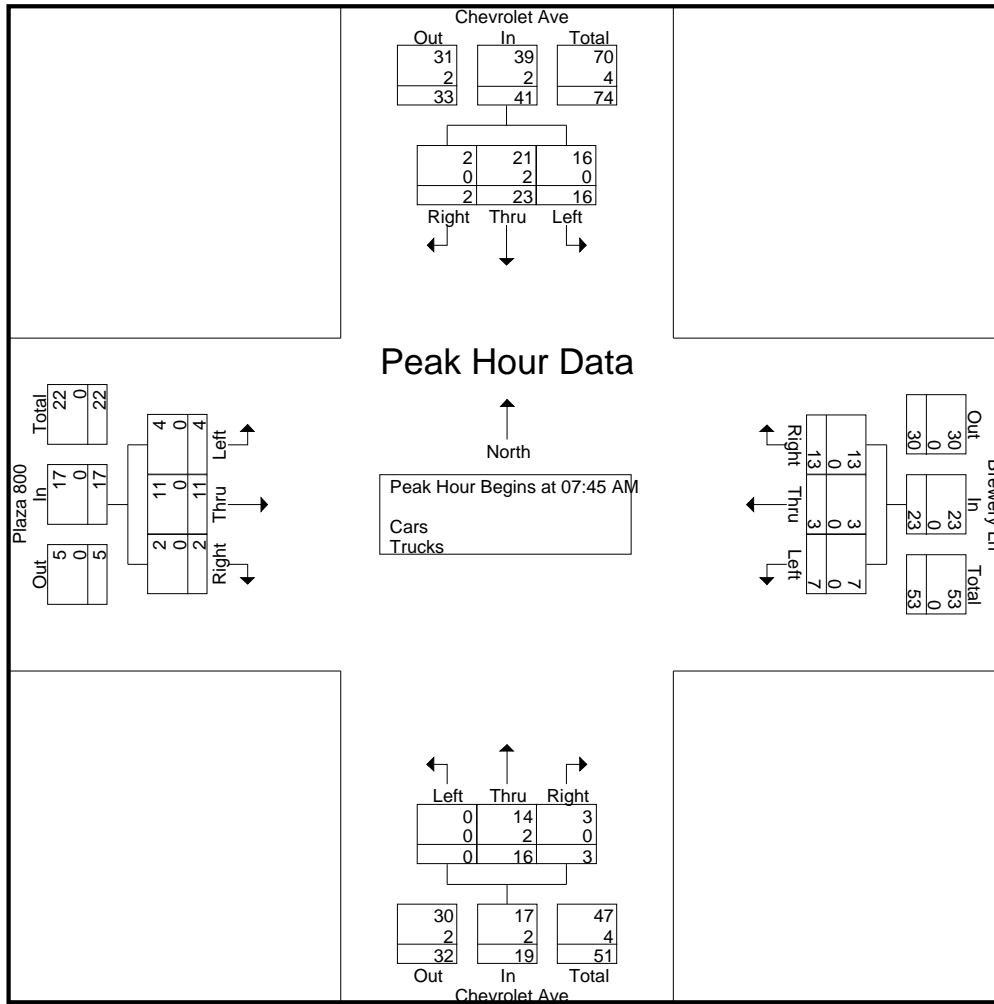 Chevrolet Ave
Out In Total
31 39 70
2 2 4
33 41 74
2 21 16
0 2 0
2 23 16
Right Thru Left
Peak Hour Data
North
Peak Hour Begins at 07:45 AM
Cars
Trucks
Plaza 800
Total In Out
22 17 5
0 0 0
22 17 5
4 11 2
0 0 0
4 11 2
Left Thru Right
Right Thru Left
13 3 7
0 0 0
13 3 7
30 23 53
0 0 0
30 23 53
Out In Total
Left Thru Right
0 14 3
0 2 0
0 16 3
30 17 47
2 2 4
32 19 51
Out In Total
Chevrolet Ave